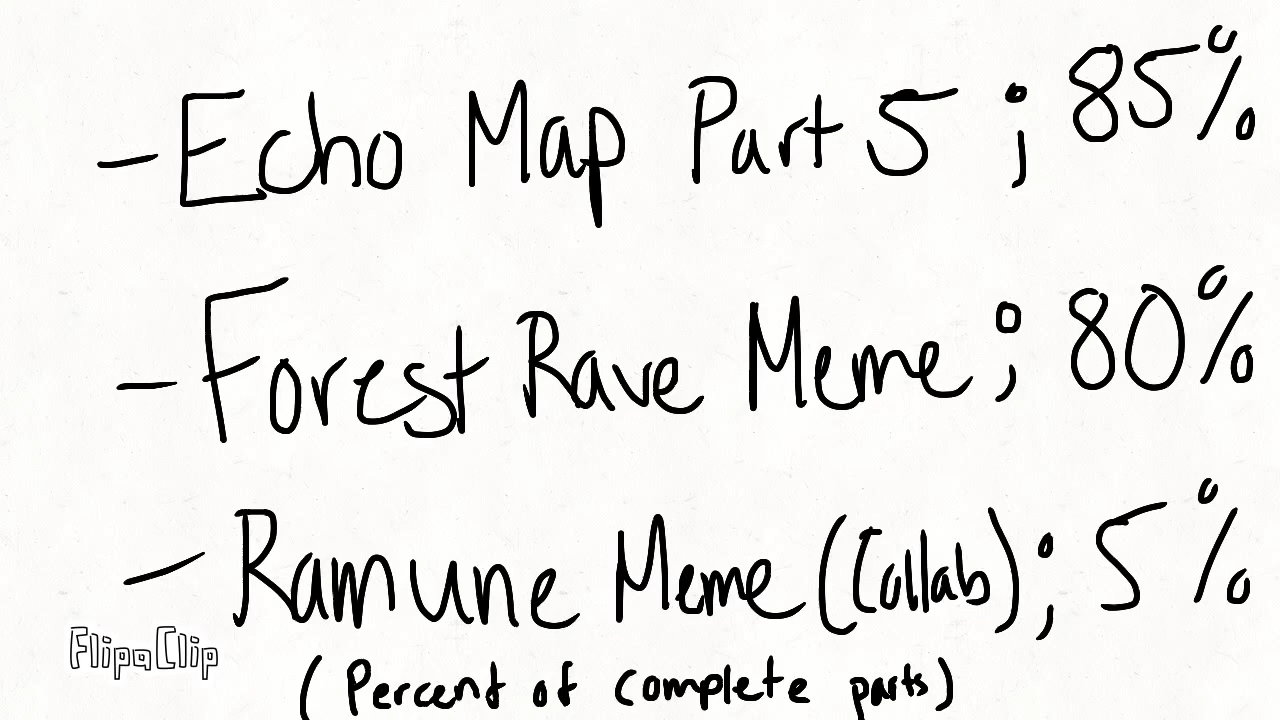 - Echo Map Part 5 ; 85%
- Forest Rave Meme ; 80%
- Ramune Meme (Collab) ; 5%
FlipaClip
(Percent of complete parts)